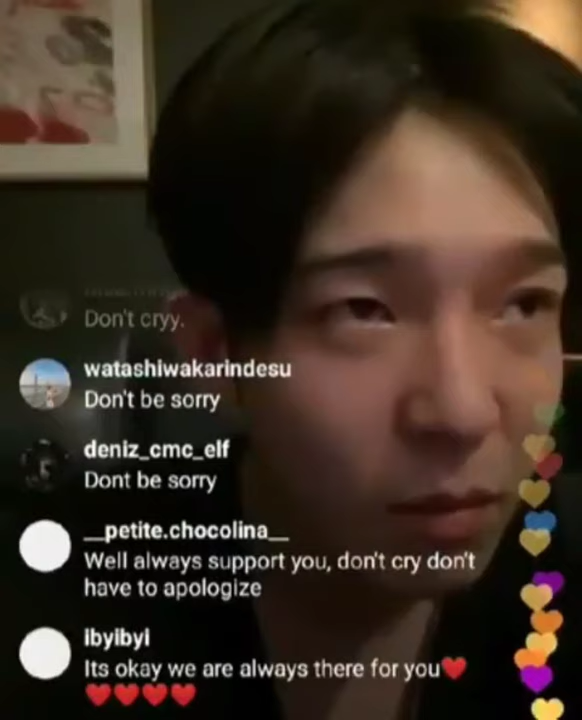 Don't cryy.
watashiwakarindesu
Don't be sorry
deniz_cmc_elf
Dont be sorry
__petite.chocolina__
Well always support you, don't cry don't
have to apologize
ibyibyi
Its okay we are always there for you❤️
❤️❤️❤️❤️